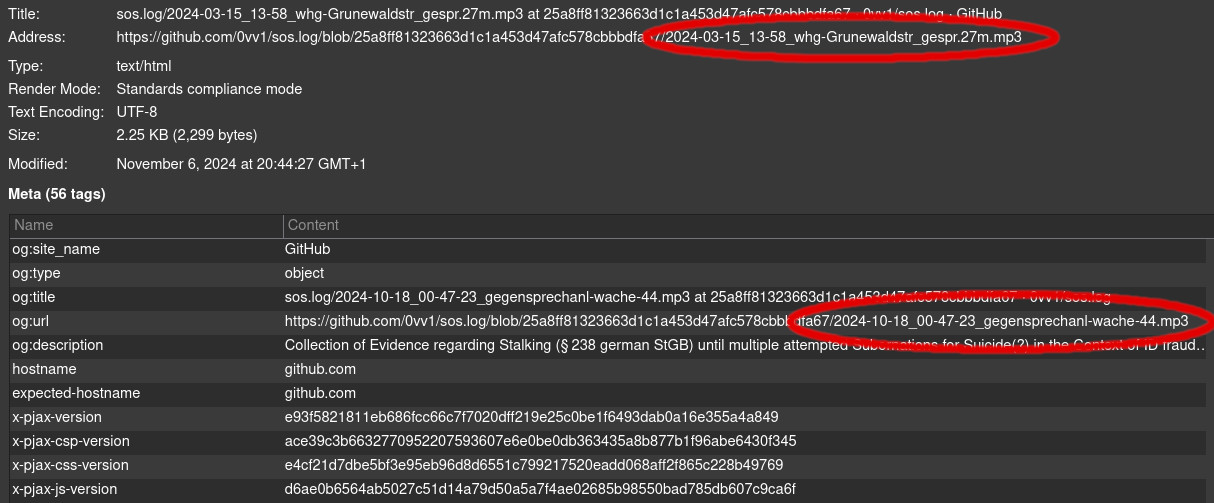 Title: sos.log/2024-03-15_13-58_whg-Grunewaldstr_gespr.27m.mp3 at 25a8ff81323663d1c1a453d47afc578cbbbdfa67 · 0vv1/sos.log · GitHub
Address: https://github.com/0vv1/sos.log/blob/25a8ff81323663d1c1a453d47afc578cbbbdfa67/2024-03-15_13-58_whg-Grunewaldstr_gespr.27m.mp3
Type: text/html
Render Mode: Standards compliance mode
Text Encoding: UTF-8
Size: 2.25 KB (2,299 bytes)
Modified: November 6, 2024 at 20:44:27 GMT+1
Meta (56 tags)
Name Content
og:site_name GitHub
og:type object
og:title sos.log/2024-10-18_00-47-23_gegensprechanl-wache-44.mp3 at 25a8ff81323663d1c1a453d47afc578cbbbdfa67 · 0vv1/sos.log
og:url https://github.com/0vv1/sos.log/blob/25a8ff81323663d1c1a453d47afc578cbbbdfa67/2024-10-18_00-47-23_gegensprechanl-wache-44.mp3
og:description Collection of Evidence regarding Stalking (§ 238 german StGB) until multiple attempted Subornations for Suicide(?) in the Context of ID fraud…
hostname github.com
expected-hostname github.com
x-pjax-version e93f5821811eb686fcc66c7f7020dff219e25c0be1f6493dab0a16e355a4a849
x-pjax-csp-version ace39c3b6632770952207593607e6e0be0db363435a8b877b1f96abe6430f345
x-pjax-css-version e4cf21d7dbe5bf3e95eb96d8d6551c799217520eadd068aff2f865c228b49769
x-pjax-js-version d6ae0b6564ab5027c51d14a79d50a5a7f4ae02685b98550bad785db607c9ca6f